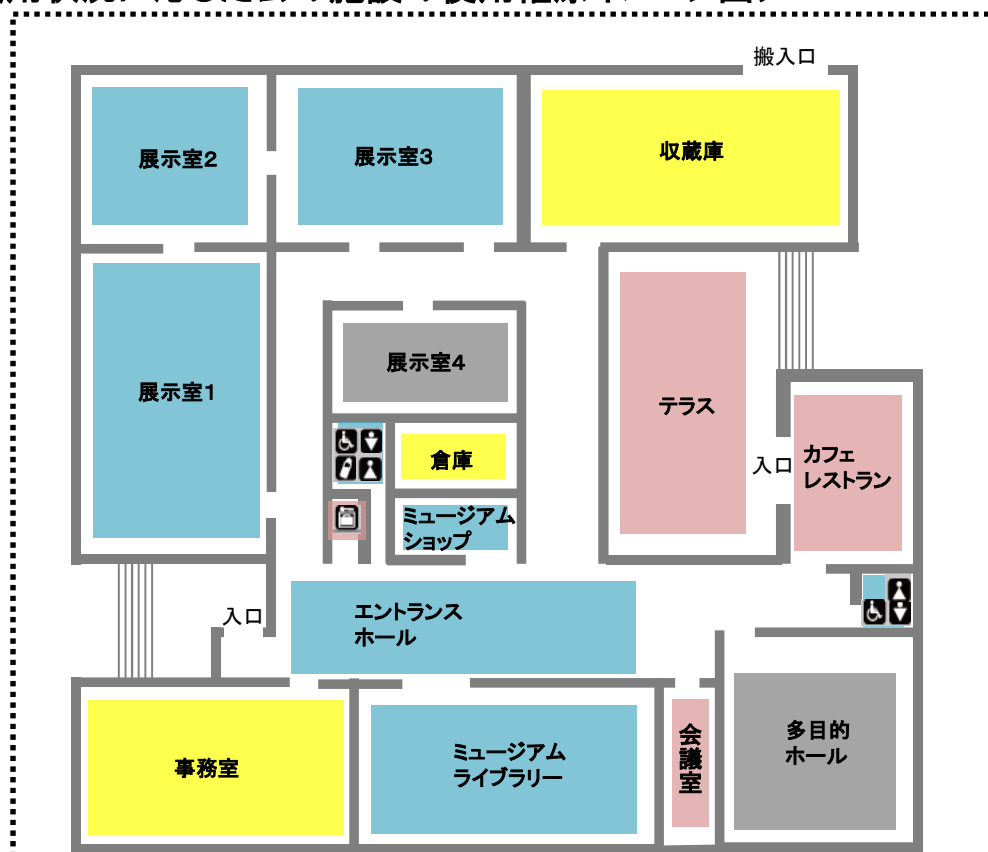 搬入口
展示室2
展示室3
収蔵庫
展示室1
展示室4
テラス
倉庫
入口
カフェ
レストラン
ミュージアム
ショップ
エントランス
ホール
入口
事務室
ミュージアム
ライブラリー
会議室
多目的
ホール